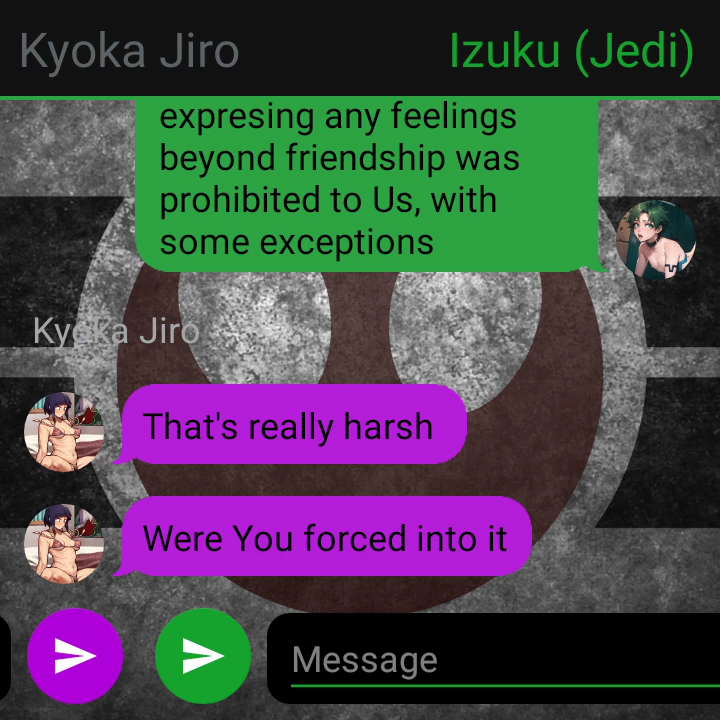 Kyoka Jiro
Izuku (Jedi)
expresing any feelings
beyond friendship was
prohibited to Us, with
some exceptions
Kyoka Jiro
That's really harsh
Were You forced into it
Message